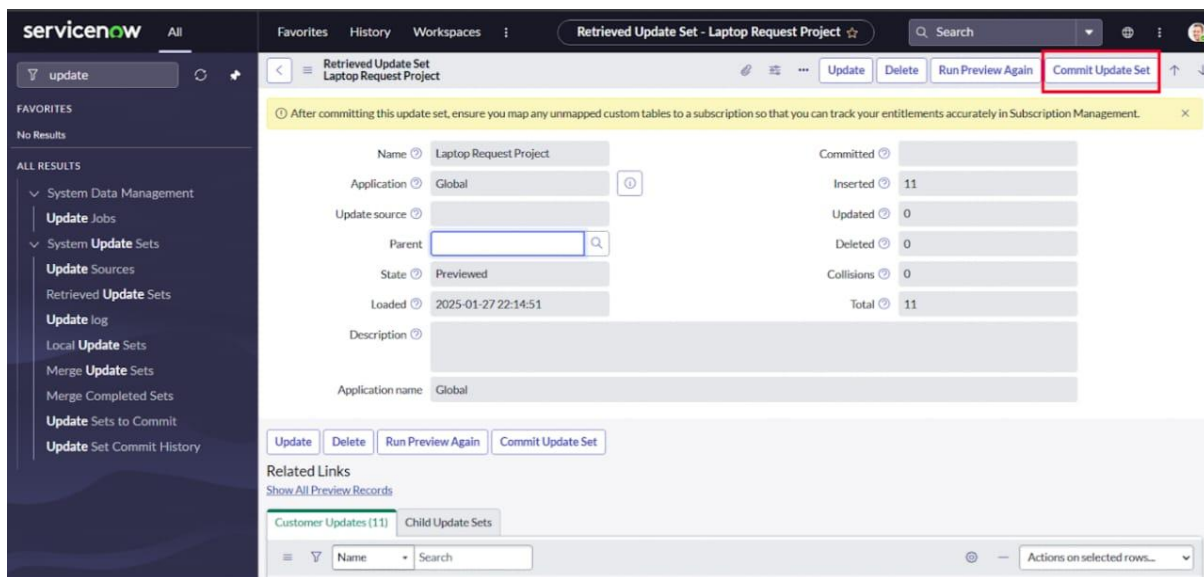 servicenow All Favorites History Workspaces Retrieved Update Set - Laptop Request Project Search
update
FAVORITES
No Results
ALL RESULTS
System Data Management
Update Jobs
System Update Sets
Update Sources
Retrieved Update Sets
Update log
Local Update Sets
Merge Update Sets
Merge Completed Sets
Update Sets to Commit
Update Set Commit History
Retrieved Update Set
Laptop Request Project
Update Delete Run Preview Again Commit Update Set
After committing this update set, ensure you map any unmapped custom tables to a subscription so that you can track your entitlements accurately in Subscription Management.
Name Laptop Request Project Committed
Application Global Inserted 11
Update source Updated 0
Parent Deleted 0
State Previewed Collisions 0
Loaded 2025-01-27 22:14:51 Total 11
Description
Application name Global
Update Delete Run Preview Again Commit Update Set
Related Links
Show All Preview Records
Customer Updates (11) Child Update Sets
Name Search Actions on selected rows...